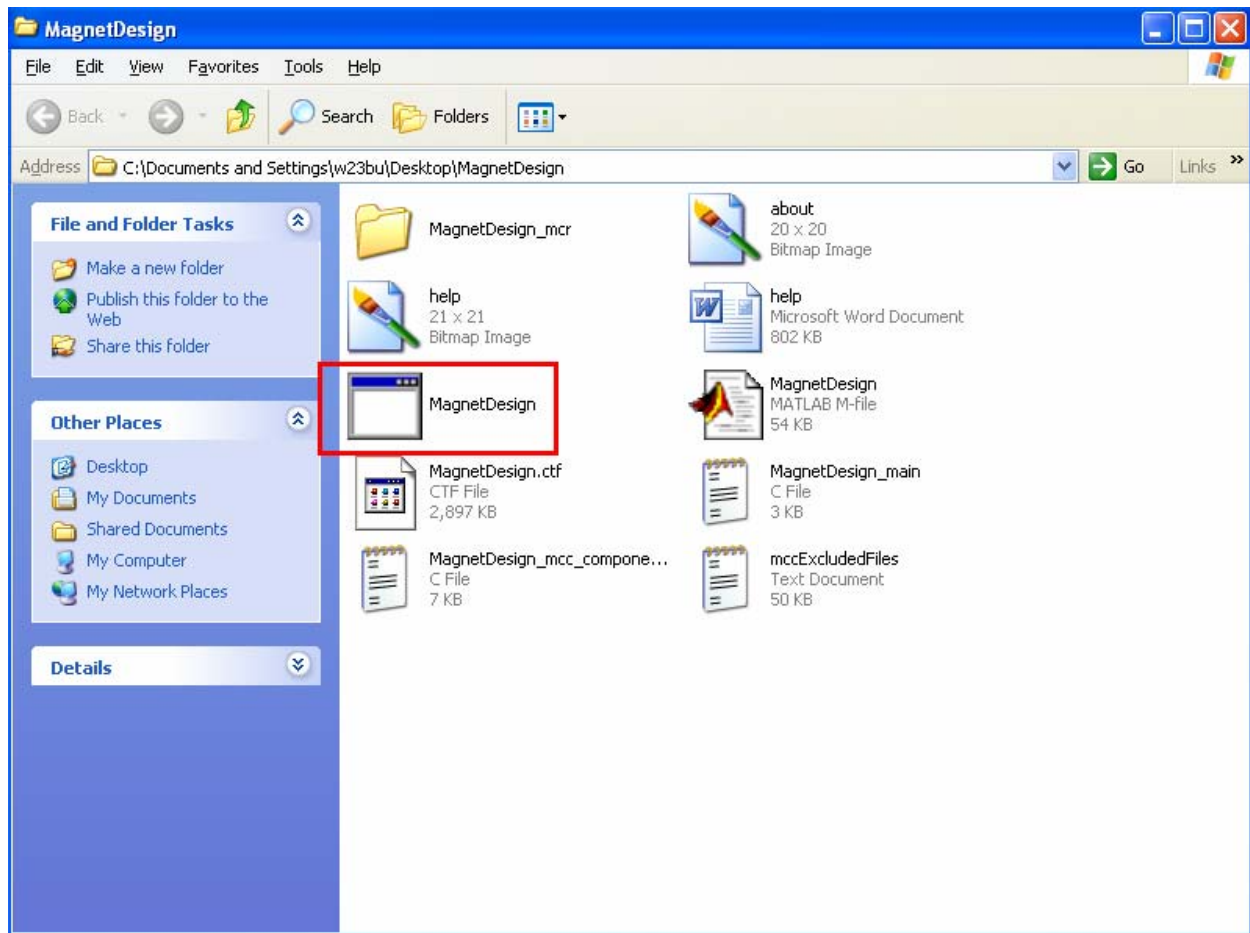 MagnetDesign
File Edit View Favorites Tools Help
Back Search Folders
Address C:\Documents and Settings\w23bu\Desktop\MagnetDesign Go Links »
File and Folder Tasks
Make a new folder
Publish this folder to the
Web
Share this folder
Other Places
Desktop
My Documents
Shared Documents
My Computer
My Network Places
Details
MagnetDesign_mcr
about
20 x 20
Bitmap Image
help
21 x 21
Bitmap Image
help
Microsoft Word Document
802 KB
MagnetDesign
MagnetDesign
MATLAB M-file
54 KB
MagnetDesign.ctf
CTF File
2,897 KB
MagnetDesign_main
C File
3 KB
MagnetDesign_mcc_compone...
C File
7 KB
mccExcludedFiles
Text Document
50 KB